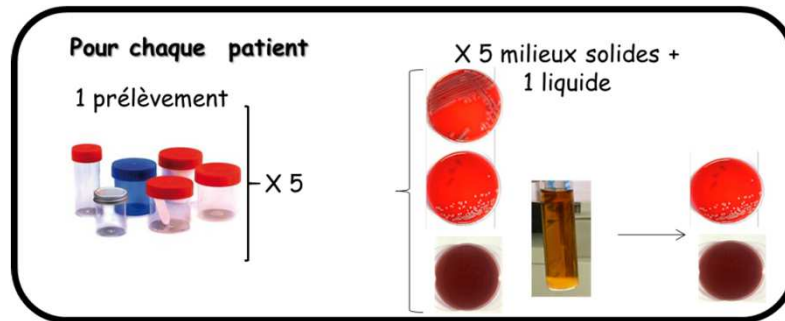 Pour chaque patient
1 prélèvement
X 5
X 5 milieux solides +
1 liquide